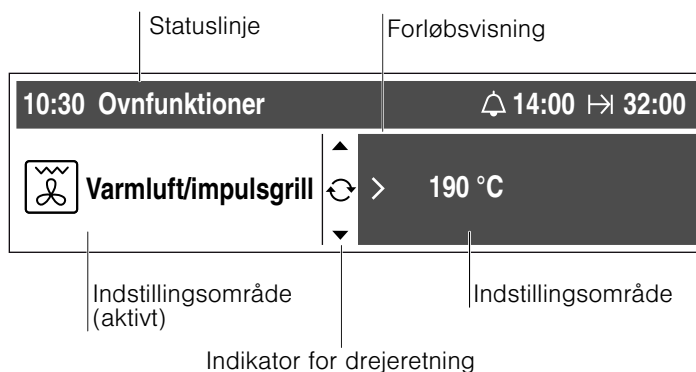 Statuslinje
Forløbsvisning
10:30 Ovnfunktioner 14:00 32:00
Varmluft/impulsgrill 190 °C
Indstillingsområde
(aktivt)
Indstillingsområde
Indikator for drejeretning